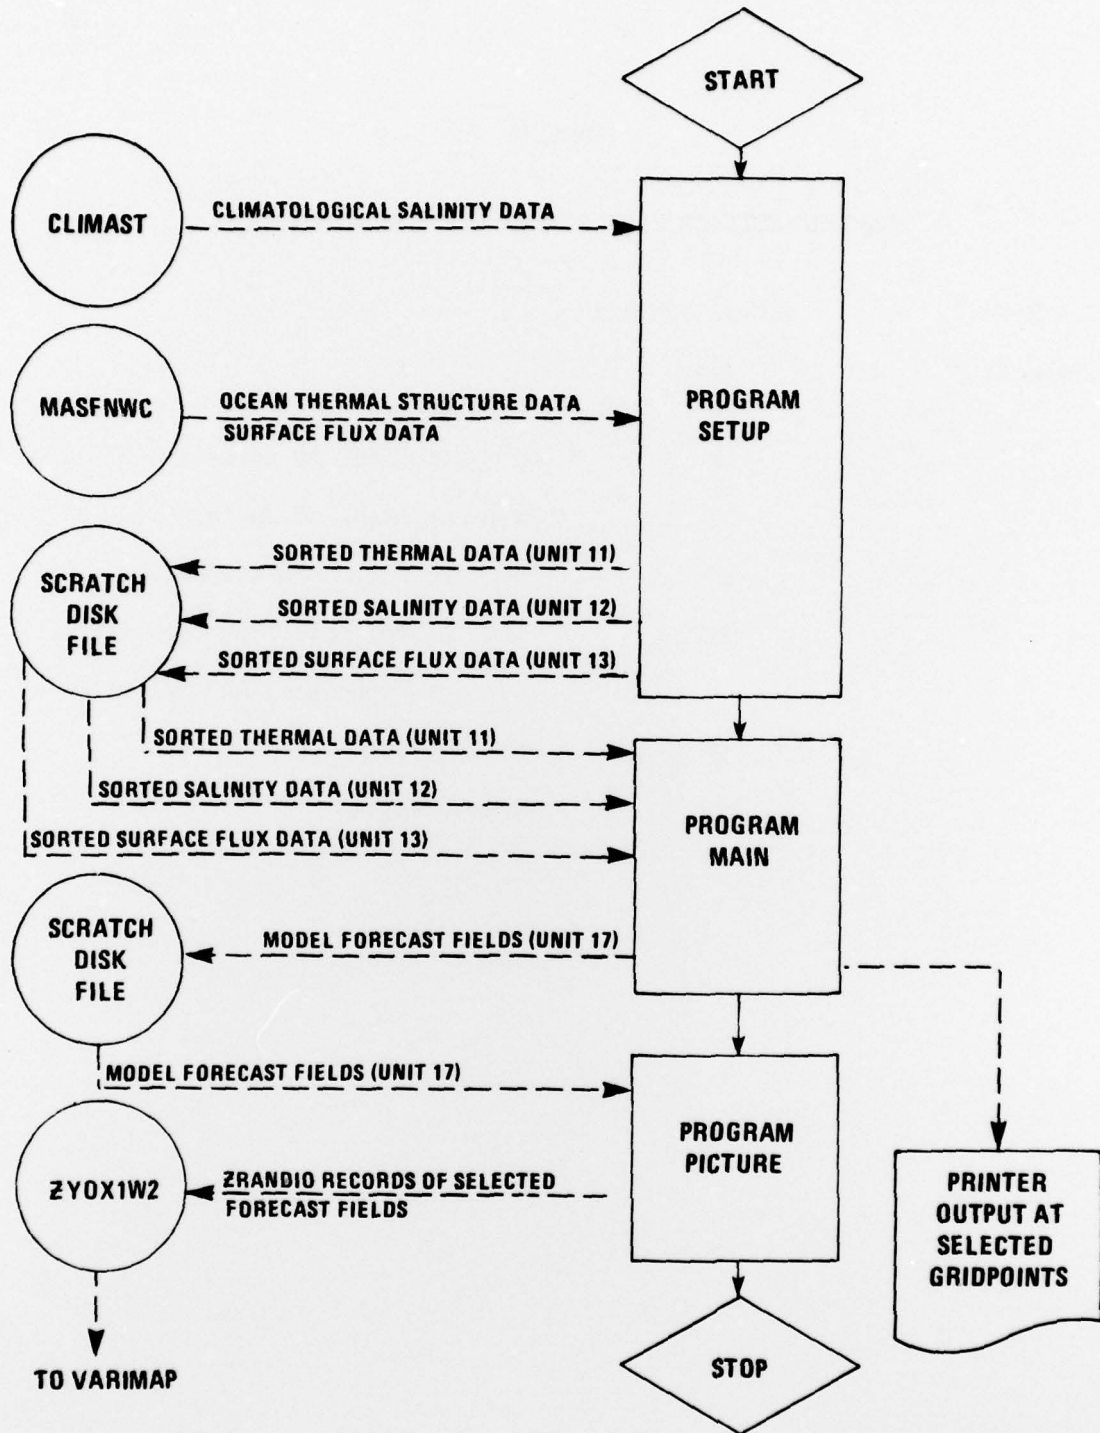 START
CLIMAST
CLIMATOLOGICAL SALINITY DATA
MASFNWC
OCEAN THERMAL STRUCTURE DATA
SURFACE FLUX DATA
PROGRAM
SETUP
SCRATCH
DISK
FILE
SORTED THERMAL DATA (UNIT 11)
SORTED SALINITY DATA (UNIT 12)
SORTED SURFACE FLUX DATA (UNIT 13)
SORTED THERMAL DATA (UNIT 11)
SORTED SALINITY DATA (UNIT 12)
SORTED SURFACE FLUX DATA (UNIT 13)
PROGRAM
MAIN
SCRATCH
DISK
FILE
MODEL FORECAST FIELDS (UNIT 17)
MODEL FORECAST FIELDS (UNIT 17)
PROGRAM
PICTURE
ZYOX1W2
ZRANDIO RECORDS OF SELECTED
FORECAST FIELDS
PRINTER
OUTPUT AT
SELECTED
GRIDPOINTS
TO VARIMAP
STOP